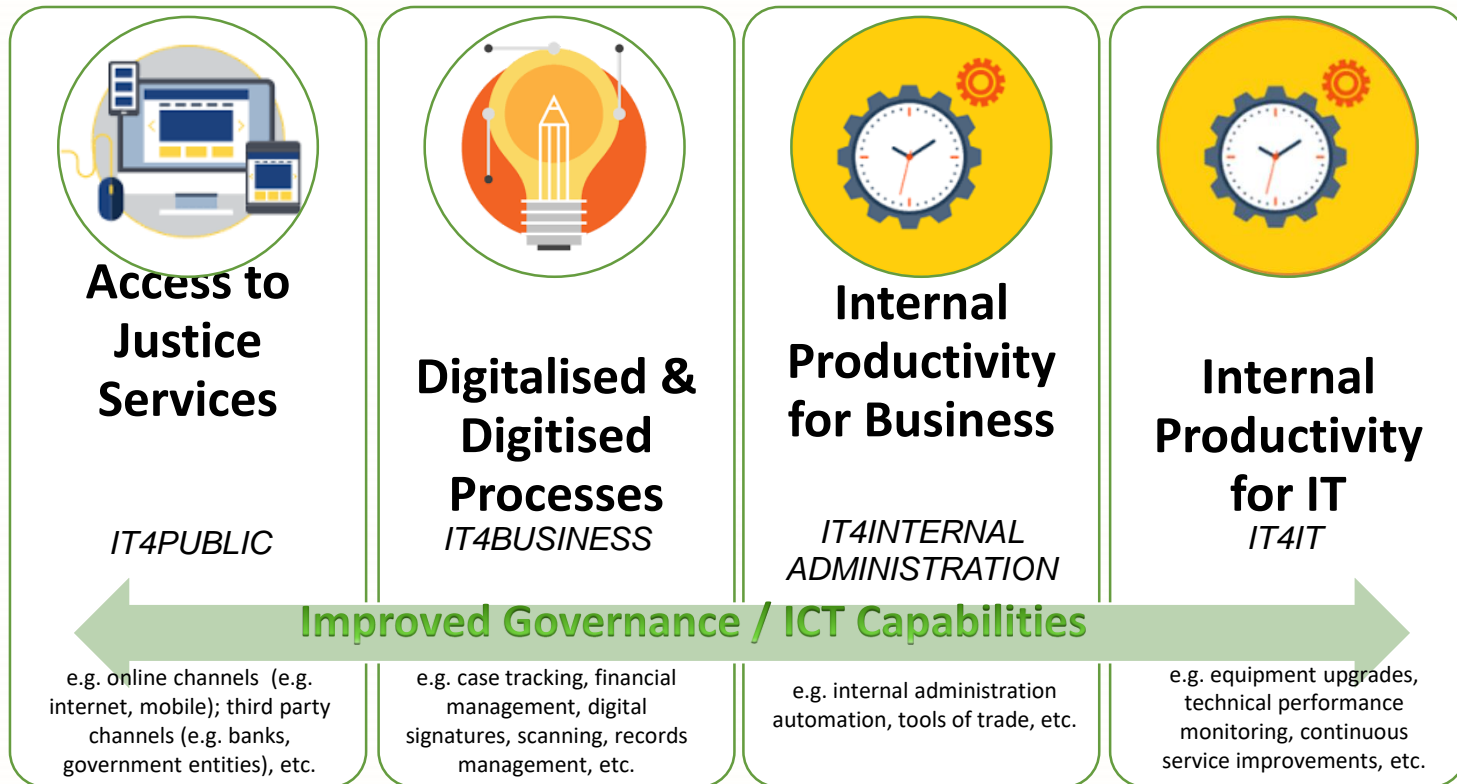 Access to
Justice
Services
IT4PUBLIC
Digitalised &
Digitised
Processes
IT4BUSINESS
Internal
Productivity
for Business
IT4INTERNAL
ADMINISTRATION
Internal
Productivity
for IT
IT4IT
Improved Governance / ICT Capabilities
e.g. online channels (e.g.
internet, mobile); third party
channels (e.g. banks,
government entities), etc.
e.g. case tracking, financial
management, digital
signatures, scanning, records
management, etc.
e.g. internal administration
automation, tools of trade, etc.
e.g. equipment upgrades,
technical performance
monitoring, continuous
service improvements, etc.